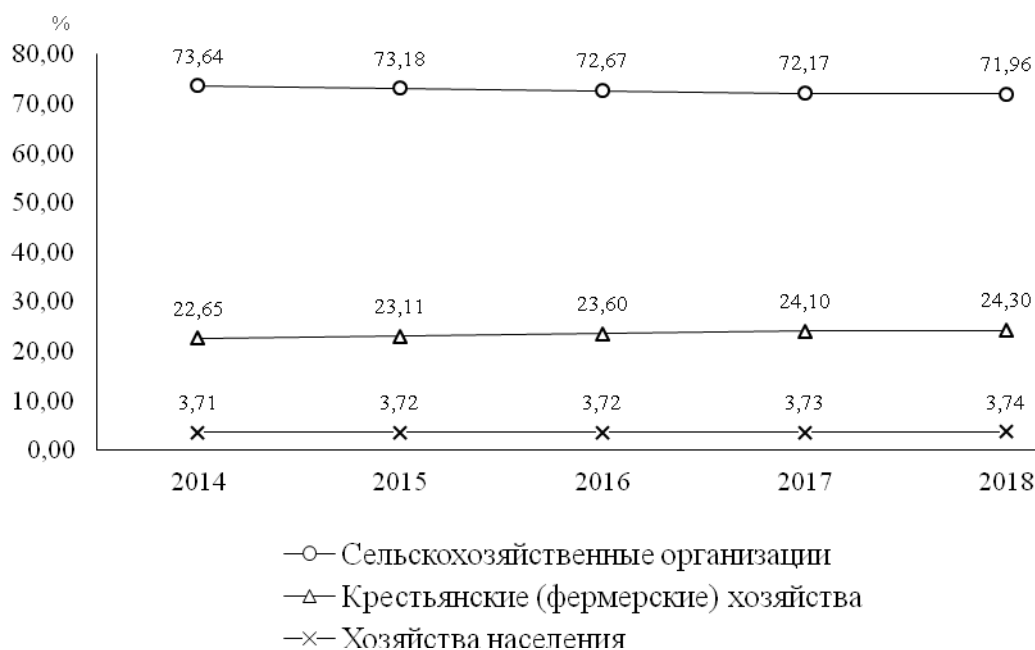 %
80,00
73,64 73,18 72,67 72,17 71,96
70,00
60,00
50,00
40,00
30,00
22,65 23,11 23,60 24,10 24,30
20,00
10,00
3,71 3,72 3,72 3,73 3,74
0,00
2014 2015 2016 2017 2018
Сельскохозяйственные организации
Крестьянские (фермерские) хозяйства
Хозяйства населения